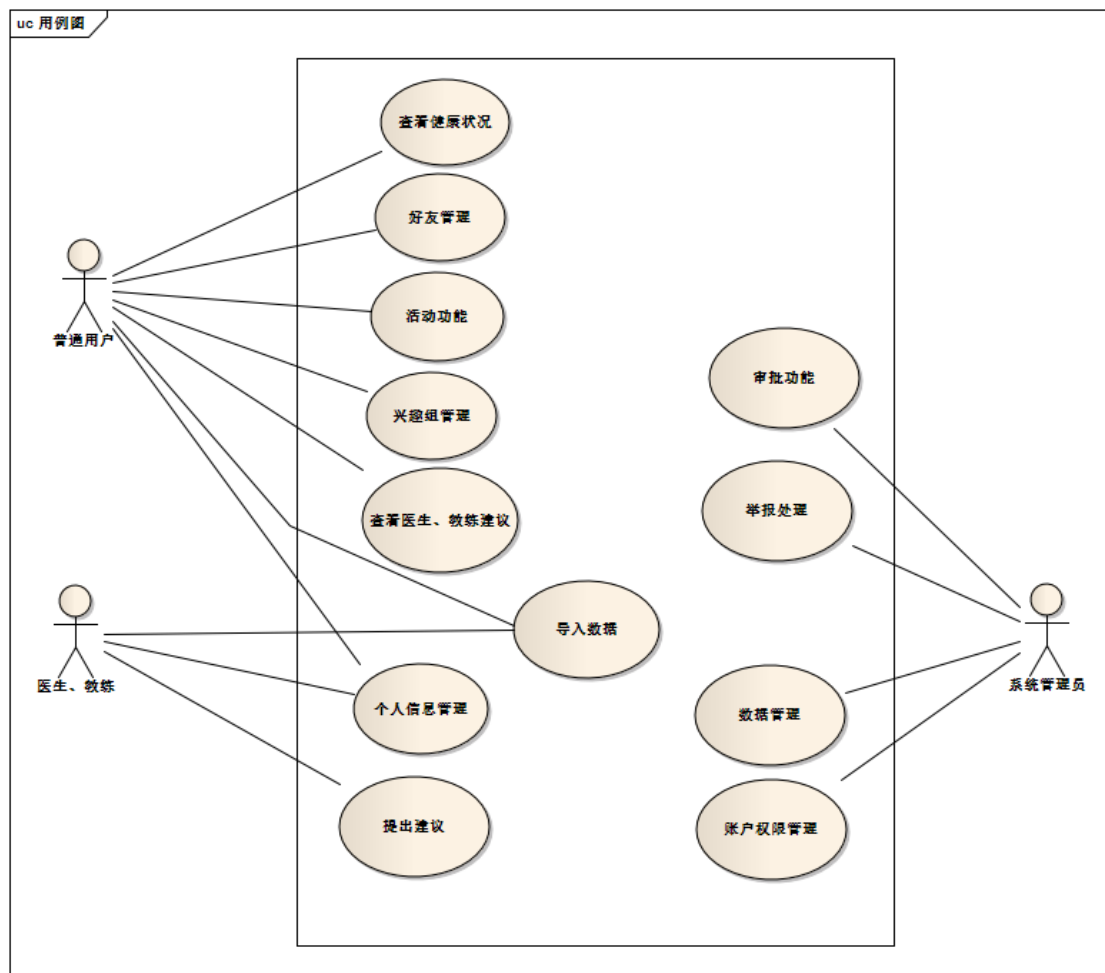 uc 用例图
查看健康状况
好友管理
普通用户
活动功能
审批功能
兴趣组管理
举报处理
查看医生、教练建议
导入数据
医生、教练
系统管理员
个人信息管理
数据管理
提出建议
账户权限管理